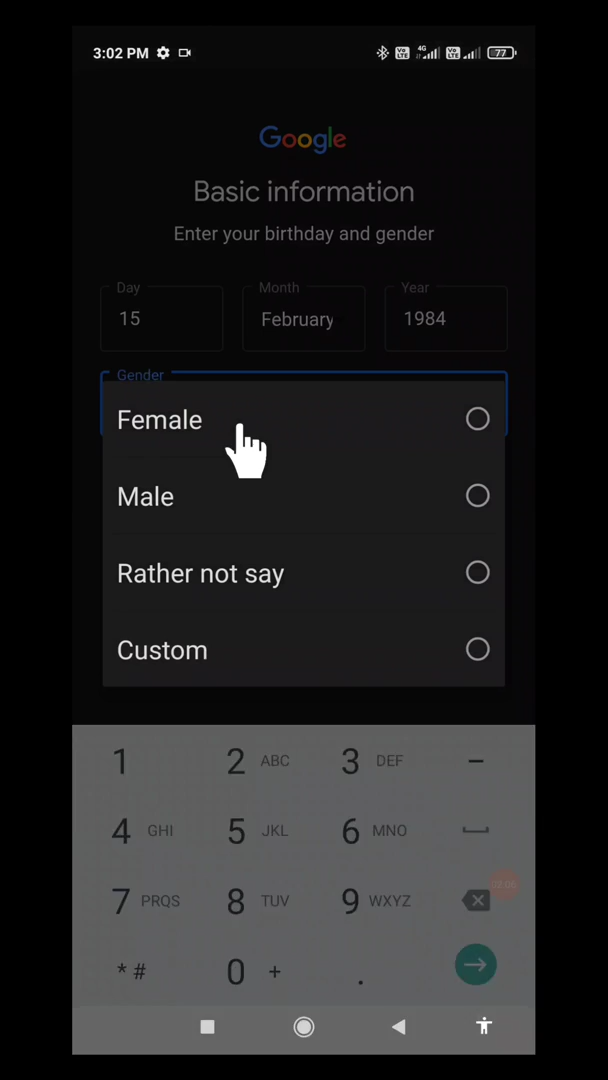 3:02 PM
4G
77
Google
Basic information
Enter your birthday and gender
Day
Month
Year
15
February
1984
Gender
Female
Male
Rather not say
Custom
1
2 ABC
3 DEF
4 GHI
5 JKL
6 MNO
7 PRQS
8 TUV
9 WXYZ
* #
0 +
.